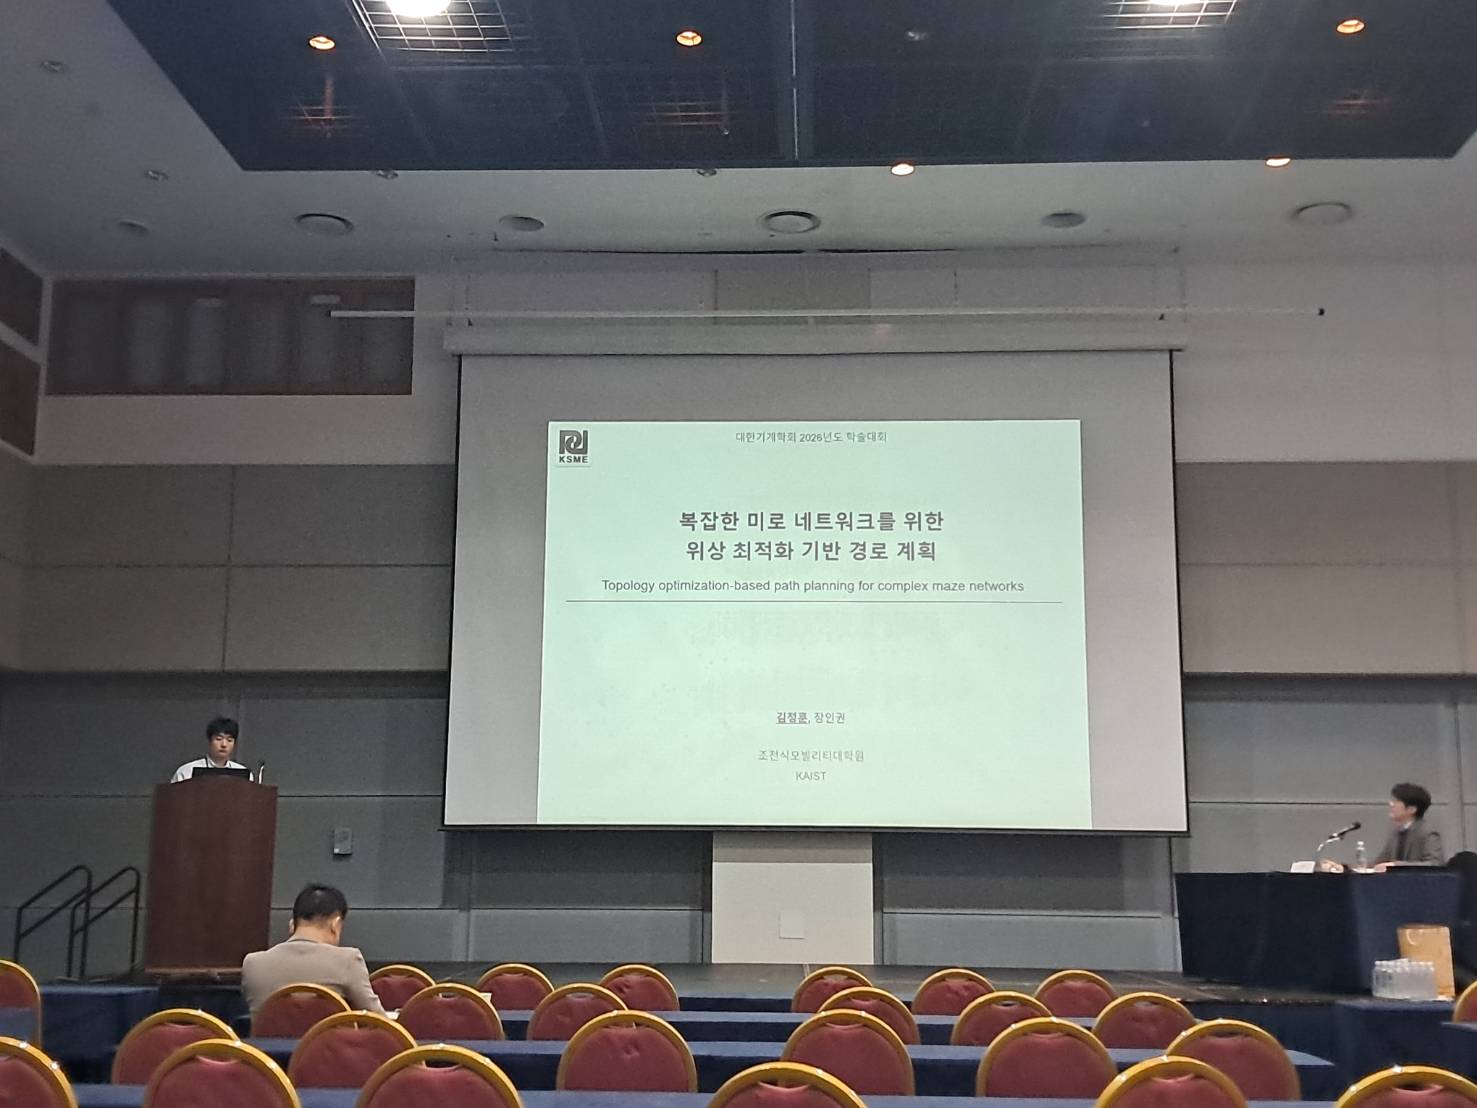 KSME
대한기계학회 2026년도 학술대회
복잡한 미로 네트워크를 위한
위상 최적화 기반 경로 계획
Topology optimization-based path planning for complex maze networks
김정훈, 장인권
조천식모빌리티대학원
KAIST